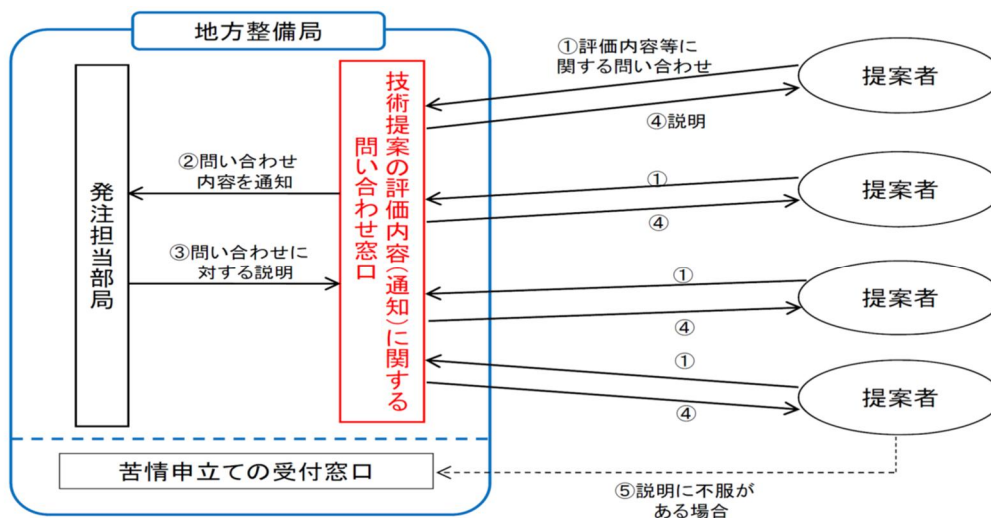 地方整備局
①評価内容等に
関する問い合わせ
提案者
④説明
技術提案の評価内容(通知)に関する
問い合わせ窓口
②問い合わせ
内容を通知
発注担当部局
①
提案者
④
③問い合わせに
対する説明
①
提案者
④
①
提案者
④
苦情申立ての受付窓口
⑤説明に不服が
ある場合